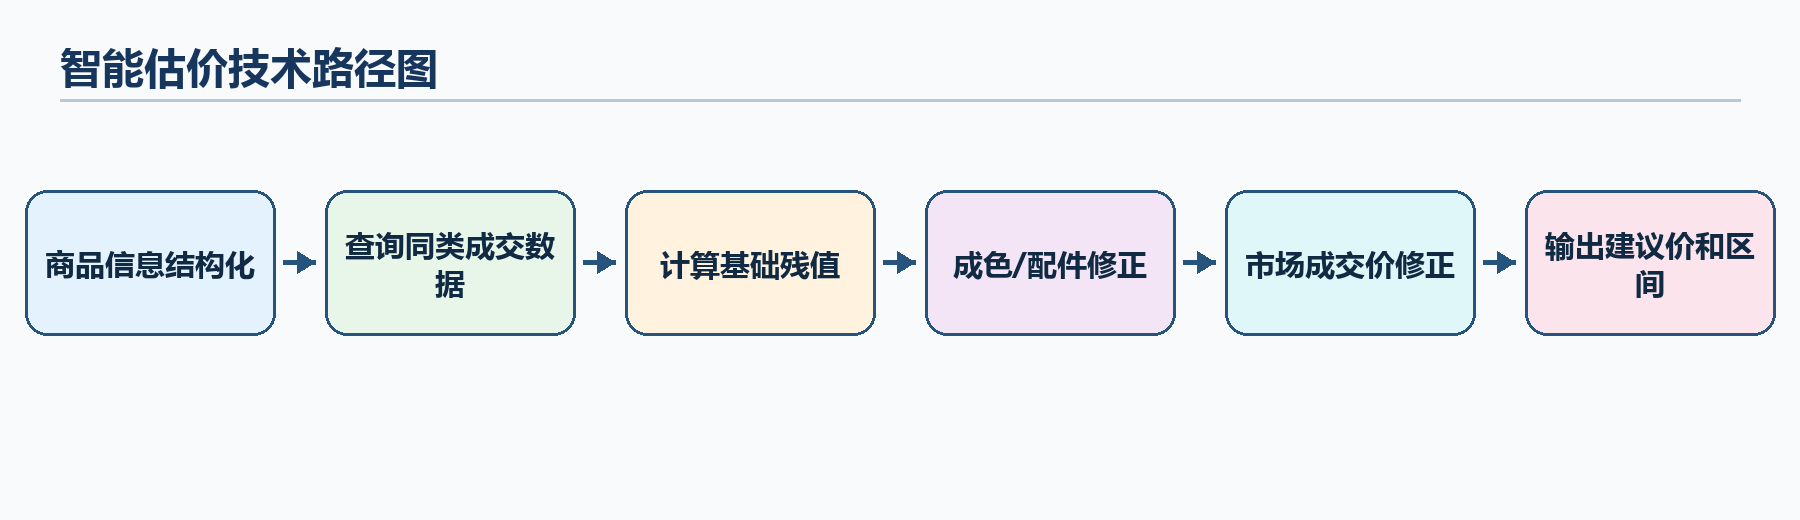 智能估价技术路径图
商品信息结构化
查询同类成交数
据
计算基础残值
成色/配件修正
市场成交价修正
输出建议价和区
间